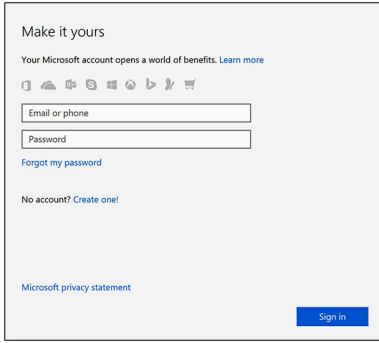 Make it yours
Your Microsoft account opens a world of benefits. Learn more
Email or phone
Password
Forgot my password
No account? Create one!
Microsoft privacy statement
Sign in